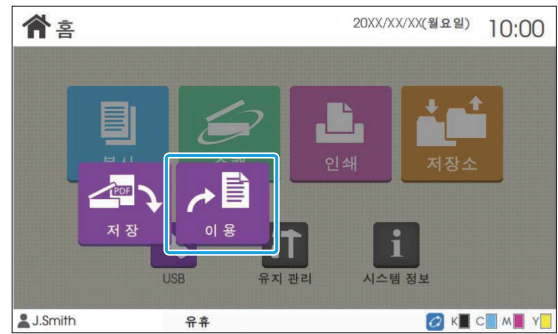 홈
20XX/XX/XX(월요일) 10:00
인쇄
저장소
PDF
저장
이용
USB
유지 관리
시스템 정보
J.Smith
유휴
K C M Y